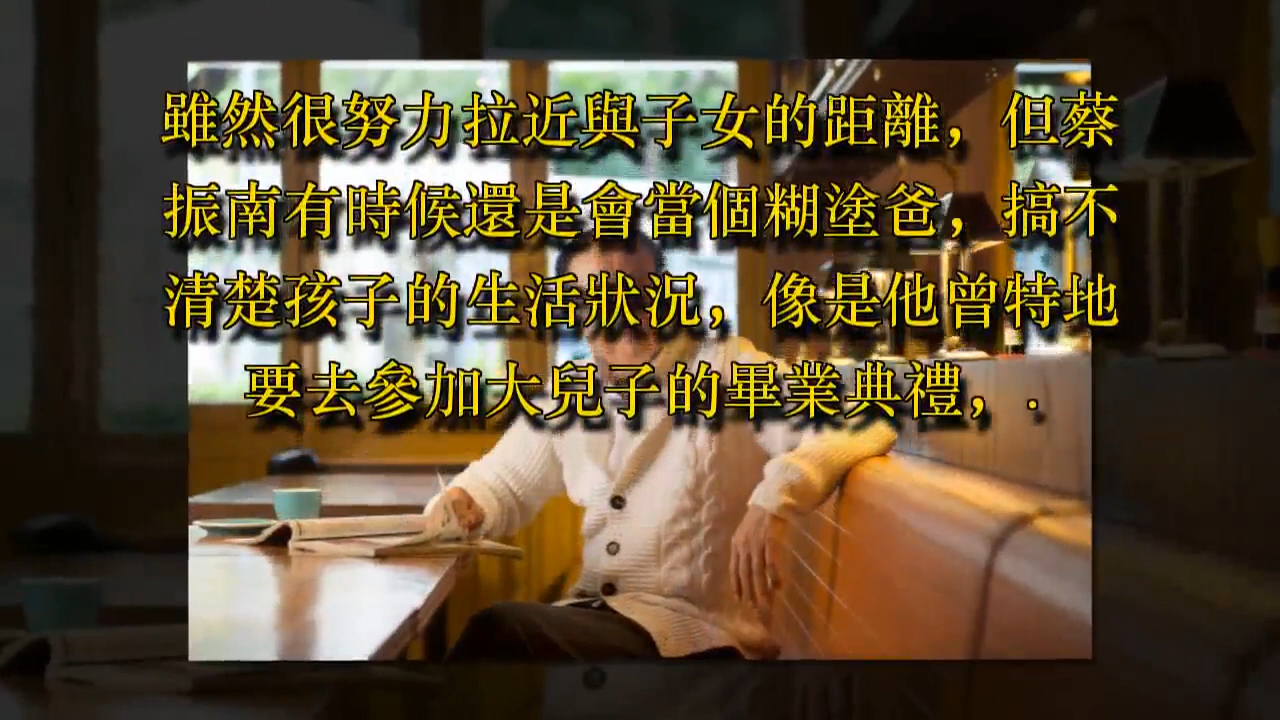 雖然很努力拉近與子女的距離，但蔡
振南有時候還是會當個糊塗爸，搞不
清楚孩子的生活狀況，像是他曾特地
要去參加大兒子的畢業典禮，.